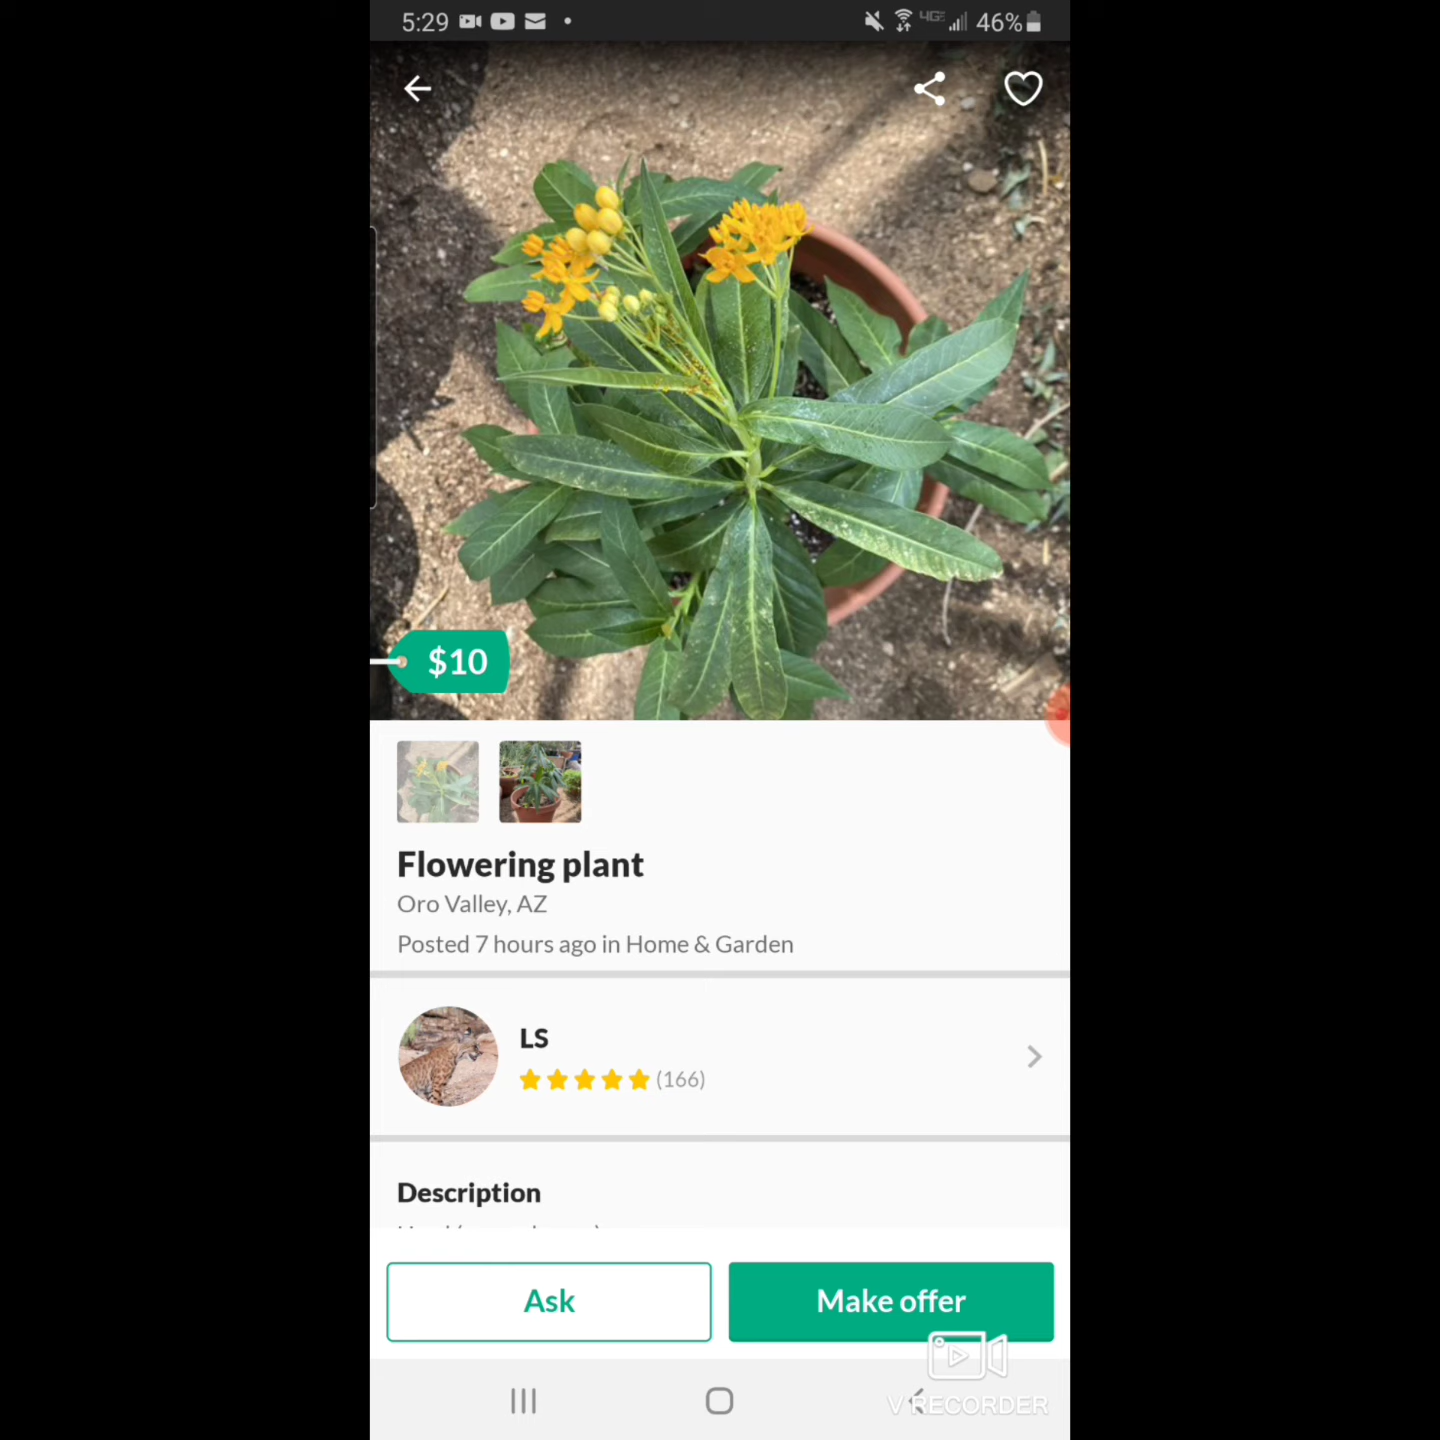 5:29
4GE 46%
$10
Flowering plant
Oro Valley, AZ
Posted 7 hours ago in Home & Garden
LS
(166)
Description
Ask
Make offer
V RECORDER